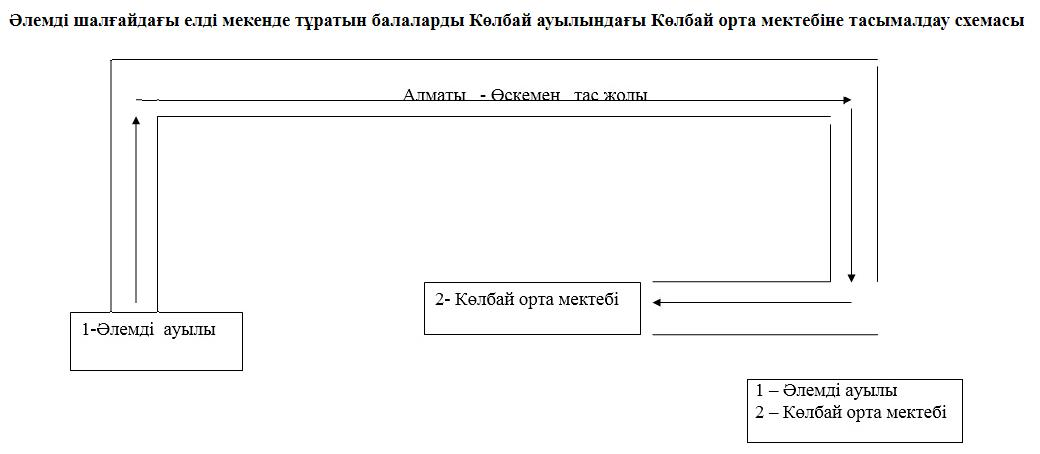 Әлемді шалғайдағы елді мекенде тұратын балаларды Көлбай ауылындағы Көлбай орта мектебіне тасымалдау схемасы
Алматы - Өскемен тас жолы
2- Көлбай орта мектебі
1-Әлемді ауылы
1 – Әлемді ауылы
2 – Көлбай орта мектебі